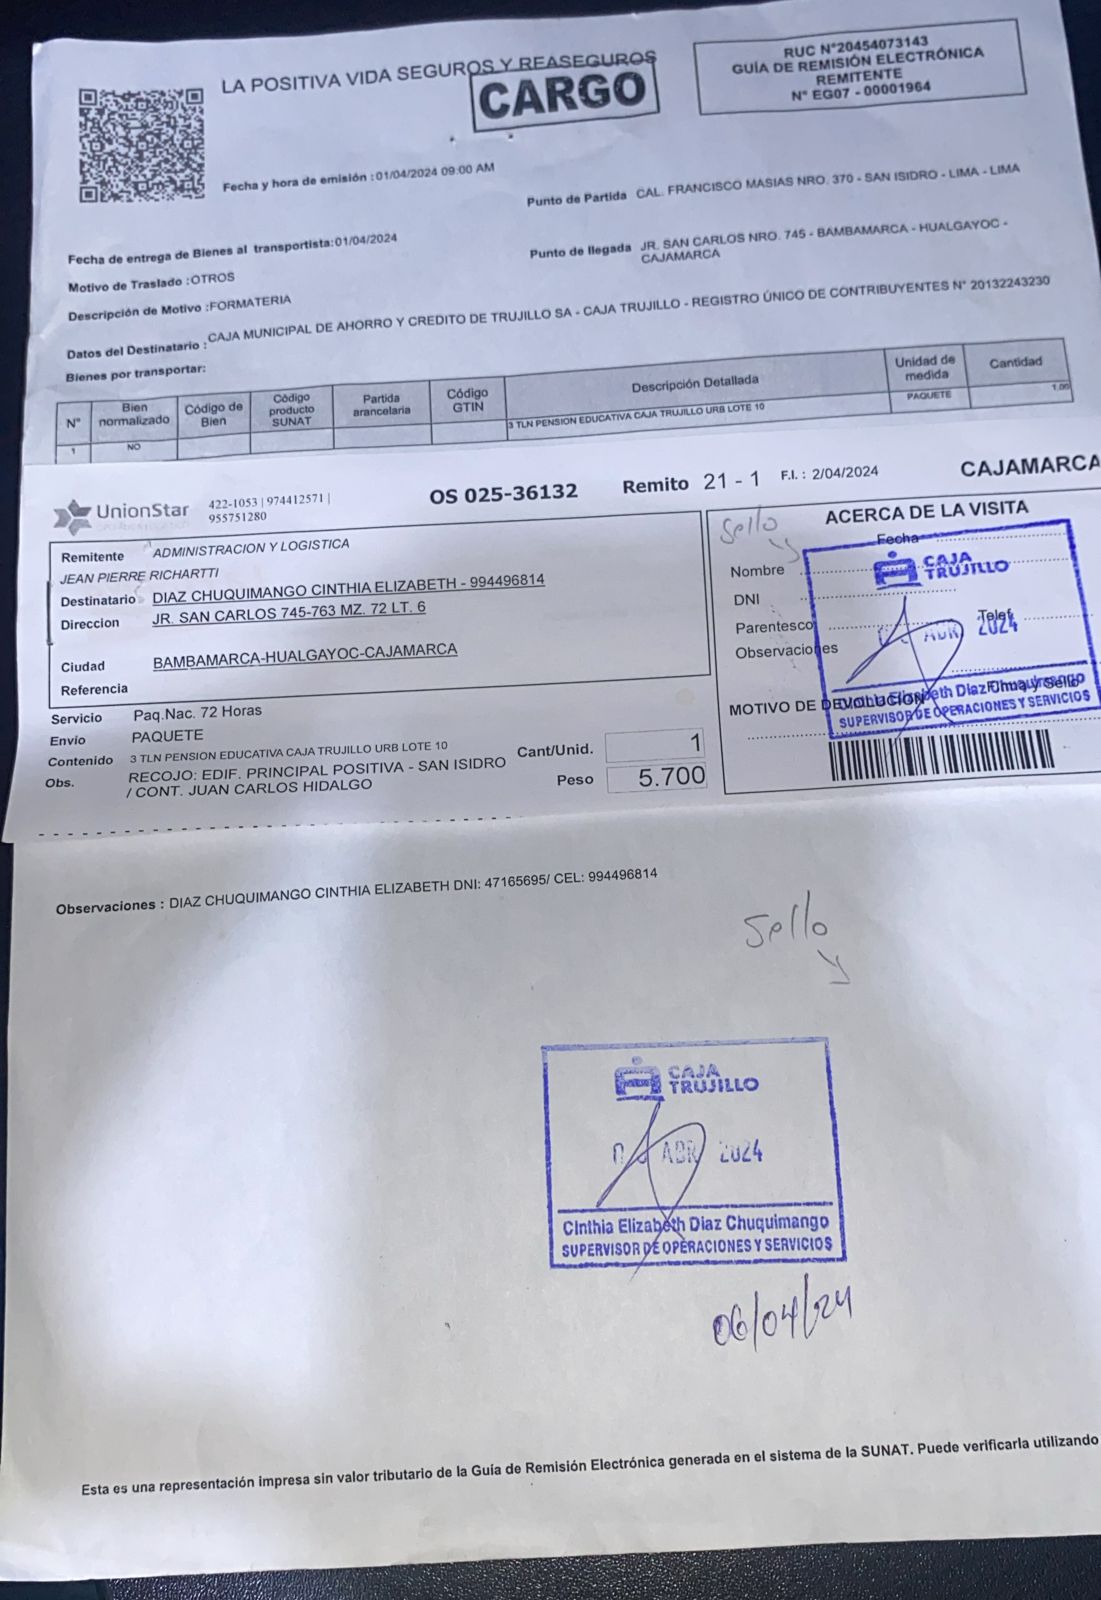 LA POSITIVA VIDA SEGUROS Y REASEGUROS
CARGO
RUC N°20454073143
GUÍA DE REMISIÓN ELECTRÓNICA
REMITENTE
N° EG07 - 00001964
Fecha y hora de emisión : 01/04/2024 09:00 AM
Punto de Partida CAL. FRANCISCO MASIAS NRO. 370 - SAN ISIDRO - LIMA - LIMA
Fecha de entrega de Bienes al transportista: 01/04/2024
Punto de llegada JR. SAN CARLOS NRO. 745 - BAMBAMARCA - HUALGAYOC -
CAJAMARCA
Motivo de Traslado : OTROS
Descripción de Motivo : FORMATERIA
Datos del Destinatario : CAJA MUNICIPAL DE AHORRO Y CREDITO DE TRUJILLO SA - CAJA TRUJILLO - REGISTRO ÚNICO DE CONTRIBUYENTES N° 20132243230
Bienes por transportar:
N° Bien normalizado Código de Bien Código producto SUNAT Partida arancelaria Código GTIN Descripción Detallada Unidad de medida Cantidad
1 NO 3 TLN PENSION EDUCATIVA CAJA TRUJILLO URB LOTE 10 PAQUETE 1.00
UnionStar
422-1053 | 974412571 |
955751280
OS 025-36132 Remito 21 - 1 F.I. : 2/04/2024 CAJAMARCA
Remitente ADMINISTRACION Y LOGISTICA
JEAN PIERRE RICHARTTI
Destinatario DIAZ CHUQUIMANGO CINTHIA ELIZABETH - 994496814
Direccion JR. SAN CARLOS 745-763 MZ. 72 LT. 6
Ciudad BAMBAMARCA-HUALGAYOC-CAJAMARCA
Referencia
Servicio Paq.Nac. 72 Horas
Envio PAQUETE
Contenido 3 TLN PENSION EDUCATIVA CAJA TRUJILLO URB LOTE 10
Obs. RECOJO: EDIF. PRINCIPAL POSITIVA - SAN ISIDRO
/ CONT. JUAN CARLOS HIDALGO
Cant/Unid. 1
Peso 5.700
Sello
ACERCA DE LA VISITA
Fecha
Nombre
DNI
Parentesco Telef.
Observaciones
MOTIVO DE DEVOLUCION Firma y Sello
CAJA
TRUJILLO
ABR 2024
Cinthia Elizabeth Diaz Chuquimango
SUPERVISOR DE OPERACIONES Y SERVICIOS
Observaciones : DIAZ CHUQUIMANGO CINTHIA ELIZABETH DNI: 47165695/ CEL: 994496814
Sello
CAJA
TRUJILLO
ABR 2024
Cinthia Elizabeth Diaz Chuquimango
SUPERVISOR DE OPERACIONES Y SERVICIOS
06/04/24
Esta es una representación impresa sin valor tributario de la Guía de Remisión Electrónica generada en el sistema de la SUNAT. Puede verificarla utilizando